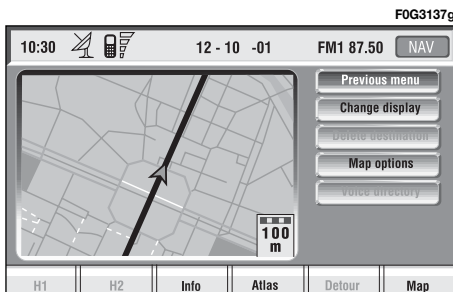 F0G3137g
10:30 12 - 10 -01 FM1 87.50 NAV
Previous menu
Change display
Delete destination
Map options
Voice directory
100
m
H1 H2 Info Atlas Detour Map